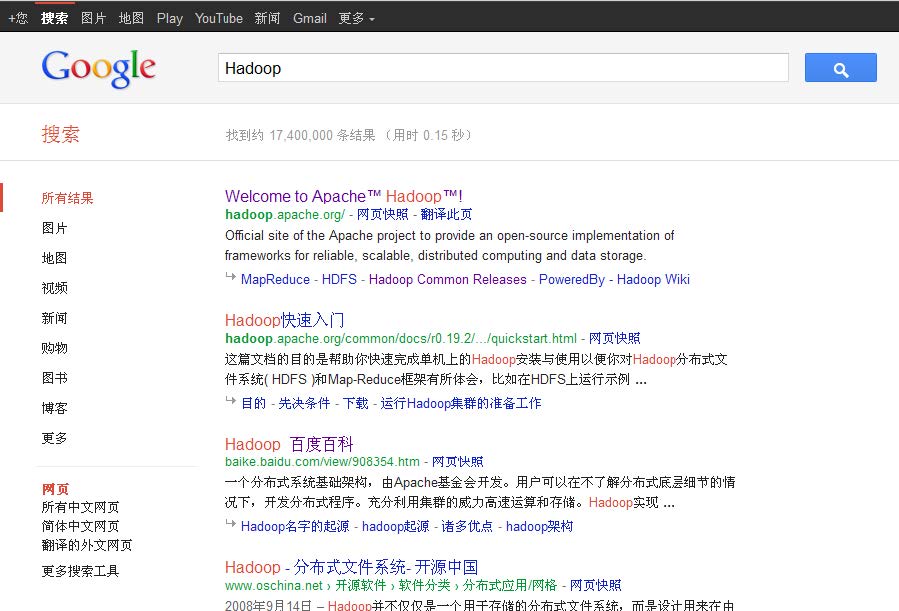 +您 搜索 图片 地图 Play YouTube 新闻 Gmail 更多
Google Hadoop
搜索 找到约 17,400,000 条结果 （用时 0.15 秒）
所有结果
图片
地图
视频
新闻
购物
图书
博客
更多
网页
所有中文网页
简体中文网页
翻译的外文网页
更多搜索工具
Welcome to Apache™ Hadoop™!
hadoop.apache.org/ - 网页快照 - 翻译此页
Official site of the Apache project to provide an open-source implementation of
frameworks for reliable, scalable, distributed computing and data storage.
MapReduce - HDFS - Hadoop Common Releases - PoweredBy - Hadoop Wiki
Hadoop快速入门
hadoop.apache.org/common/docs/r0.19.2/.../quickstart.html - 网页快照
这篇文档的目的是帮助你快速完成单机上的Hadoop安装与使用以便你对Hadoop分布式文
件系统( HDFS )和Map-Reduce框架有所体会，比如在HDFS上运行示例 ...
目的 - 先决条件 - 下载 - 运行Hadoop集群的准备工作
Hadoop 百度百科
baike.baidu.com/view/908354.htm - 网页快照
一个分布式系统基础架构，由Apache基金会开发。用户可以在不了解分布式底层细节的情
况下，开发分布式程序。充分利用集群的威力高速运算和存储。Hadoop实现 ...
Hadoop名字的起源 - hadoop起源 - 诸多优点 - hadoop架构
Hadoop - 分布式文件系统- 开源中国
www.oschina.net › 开源软件 › 软件分类 › 分布式应用/网格 - 网页快照
2008年9月14日 – Hadoop并不仅仅是一个用于存储的分布式文件系统，而是设计用来在由